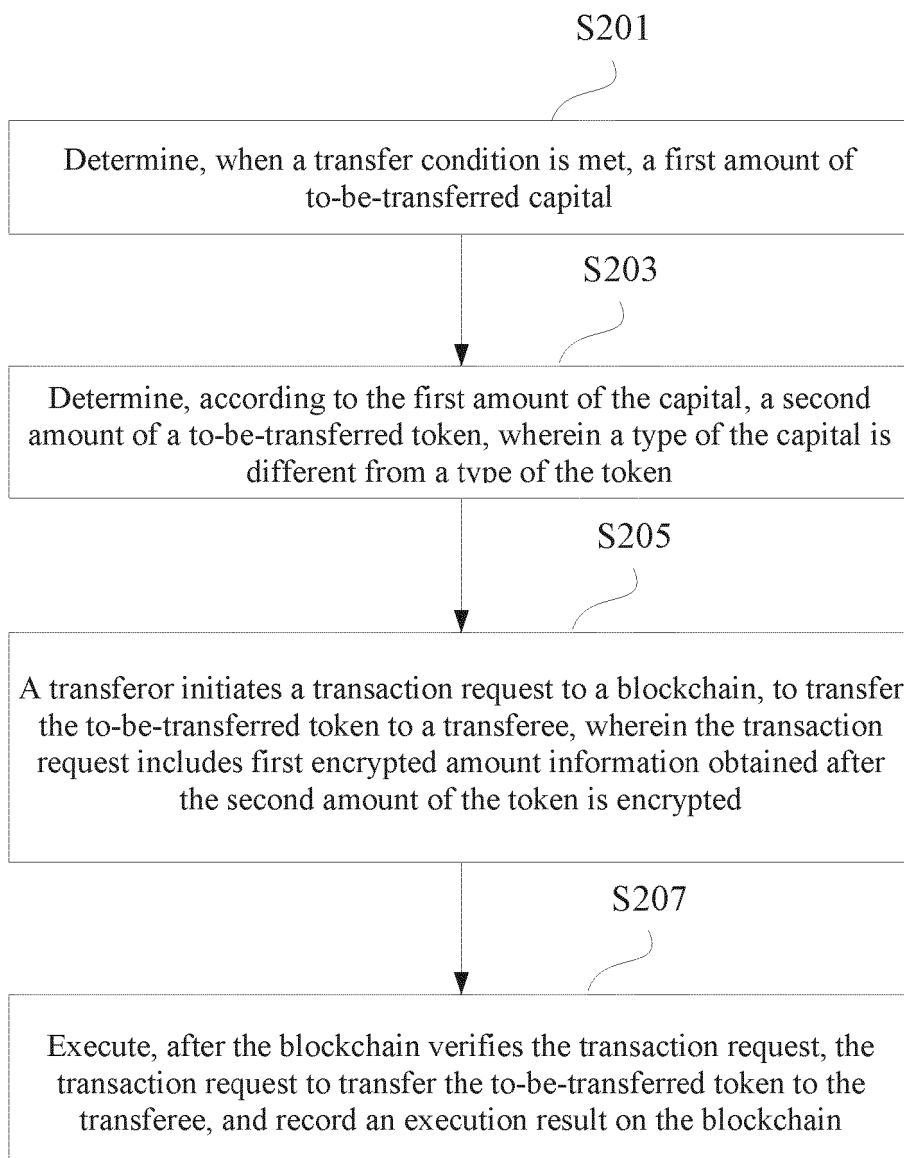 S201
Determine, when a transfer condition is met, a first amount of
to-be-transferred capital
S203
Determine, according to the first amount of the capital, a second
amount of a to-be-transferred token, wherein a type of the capital is
different from a type of the token
S205
A transferor initiates a transaction request to a blockchain, to transfer
the to-be-transferred token to a transferee, wherein the transaction
request includes first encrypted amount information obtained after
the second amount of the token is encrypted
S207
Execute, after the blockchain verifies the transaction request, the
transaction request to transfer the to-be-transferred token to the
transferee, and record an execution result on the blockchain